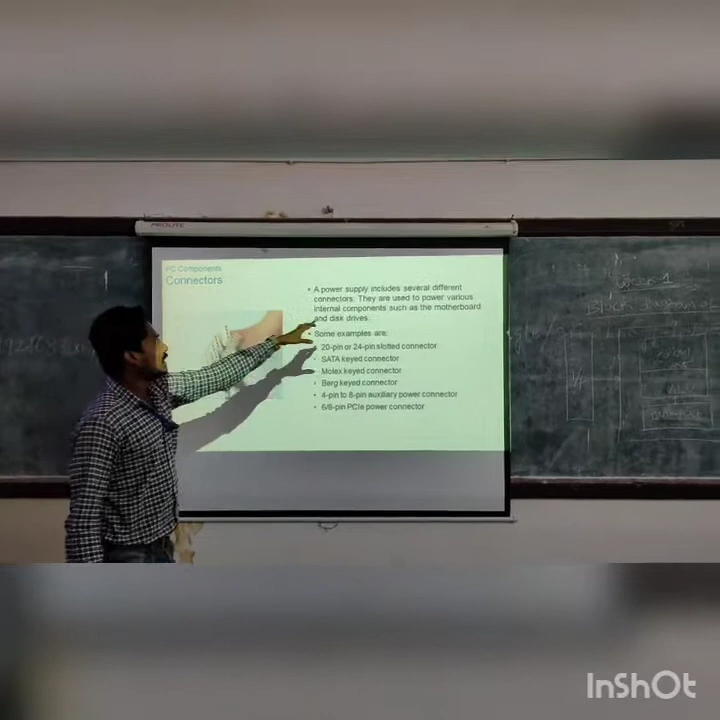 PROLITE
PC Components
Connectors
• A power supply includes several different
connectors. They are used to power various
internal components such as the motherboard
and disk drives.
• Some examples are:
• 20-pin or 24-pin slotted connector
• SATA keyed connector
• Molex keyed connector
• Berg keyed connector
• 4-pin to 8-pin auxiliary power connector
• 6/8-pin PCIe power connector
Block
InShOt